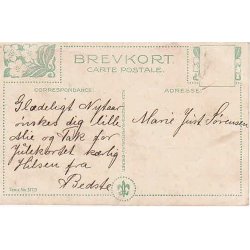 BREVKORT
CARTE POSTALE.
CORRESPONDANCE:
ADRESSE:
Glædeligt Nytaar
ønskes dig lille
Mie og Tak for
Julekortet kærlig
Hilsen fra
Bedste
Marie Just Sørensen